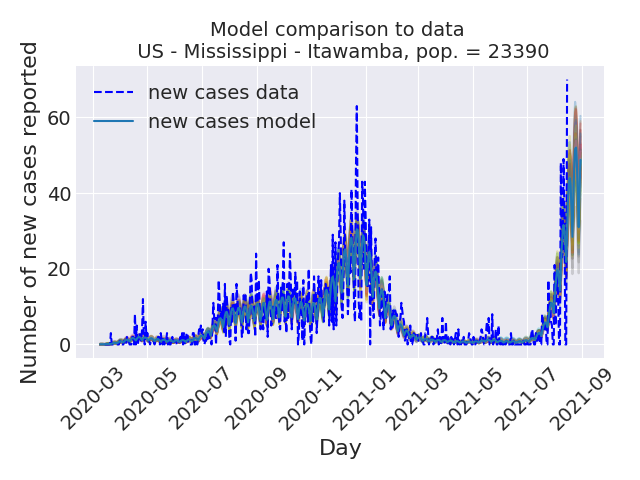 Model comparison to data
US - Mississippi - Itawamba, pop. = 23390
Number of new cases reported
new cases data
new cases model
60
40
20
0
2020-03
2020-05
2020-07
2020-09
2020-11
2021-01
2021-03
2021-05
2021-07
2021-09
Day